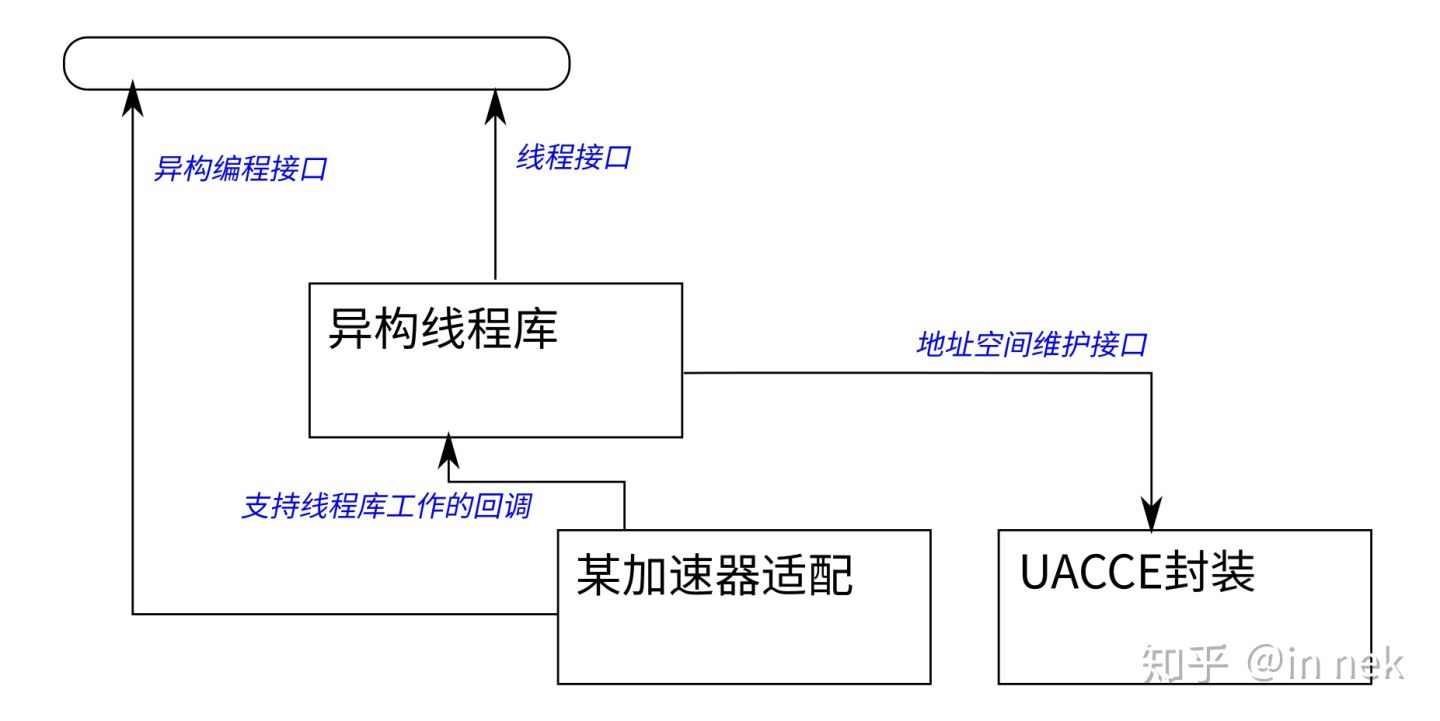 异构编程接口
线程接口
异构线程库
地址空间维护接口
支持线程库工作的回调
某加速器适配
UACCE封装
知乎 @in nek